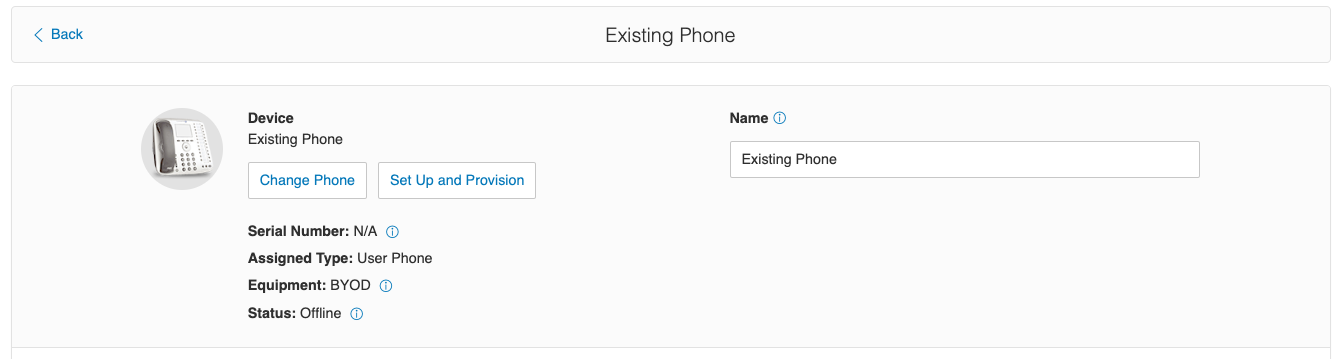 Back
Existing Phone
Device
Existing Phone
Change Phone
Set Up and Provision
Serial Number: N/A
Assigned Type: User Phone
Equipment: BYOD
Status: Offline
Name
Existing Phone